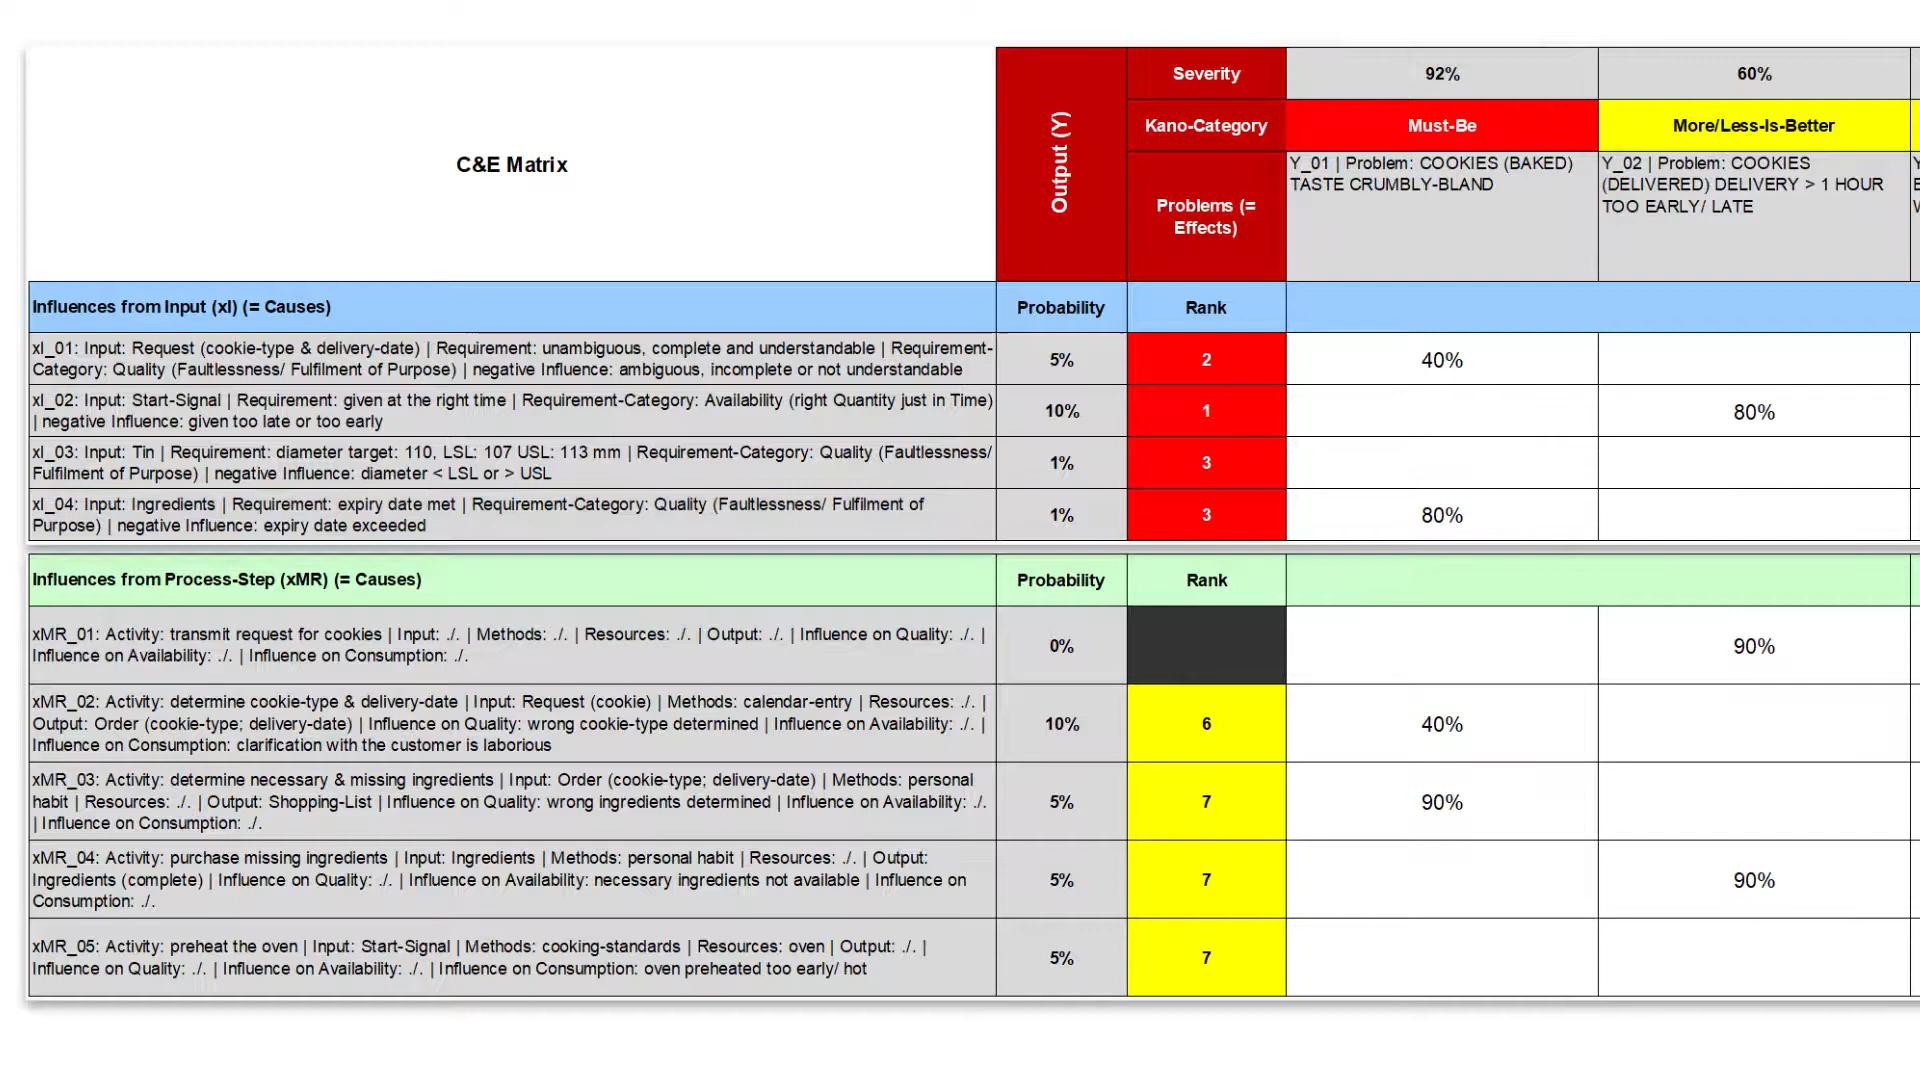 C&E Matrix
Output (Y)
Severity
92%
60%
Kano-Category
Must-Be
More/Less-Is-Better
Problems (=
Effects)
Y_01 | Problem: COOKIES (BAKED)
TASTE CRUMBLY-BLAND
Y_02 | Problem: COOKIES
(DELIVERED) DELIVERY > 1 HOUR
TOO EARLY/ LATE
Influences from Input (xI) (= Causes)
Probability
Rank
xI_01: Input: Request (cookie-type & delivery-date) | Requirement: unambiguous, complete and understandable | Requirement-
Category: Quality (Faultlessness/ Fulfilment of Purpose) | negative Influence: ambiguous, incomplete or not understandable
5%
2
40%
xI_02: Input: Start-Signal | Requirement: given at the right time | Requirement-Category: Availability (right Quantity just in Time)
| negative Influence: given too late or too early
10%
1
80%
xI_03: Input: Tin | Requirement: diameter target: 110, LSL: 107 USL: 113 mm | Requirement-Category: Quality (Faultlessness/
Fulfilment of Purpose) | negative Influence: diameter < LSL or > USL
1%
3
xI_04: Input: Ingredients | Requirement: expiry date met | Requirement-Category: Quality (Faultlessness/ Fulfilment of
Purpose) | negative Influence: expiry date exceeded
1%
3
80%
Influences from Process-Step (xMR) (= Causes)
Probability
Rank
xMR_01: Activity: transmit request for cookies | Input: ./. | Methods: ./. | Resources: ./. | Output: ./. | Influence on Quality: ./. |
Influence on Availability: ./. | Influence on Consumption: ./.
0%
90%
xMR_02: Activity: determine cookie-type & delivery-date | Input: Request (cookie) | Methods: calendar-entry | Resources: ./. |
Output: Order (cookie-type; delivery-date) | Influence on Quality: wrong cookie-type determined | Influence on Availability: ./. |
Influence on Consumption: clarification with the customer is laborious
10%
6
40%
xMR_03: Activity: determine necessary & missing ingredients | Input: Order (cookie-type; delivery-date) | Methods: personal
habit | Resources: ./. | Output: Shopping-List | Influence on Quality: wrong ingredients determined | Influence on Availability: ./.
| Influence on Consumption: ./.
5%
7
90%
xMR_04: Activity: purchase missing ingredients | Input: Ingredients | Methods: personal habit | Resources: ./. | Output:
Ingredients (complete) | Influence on Quality: ./. | Influence on Availability: necessary ingredients not available | Influence on
Consumption: ./.
5%
7
90%
xMR_05: Activity: preheat the oven | Input: Start-Signal | Methods: cooking-standards | Resources: oven | Output: ./. |
Influence on Quality: ./. | Influence on Availability: ./. | Influence on Consumption: oven preheated too early/ hot
5%
7